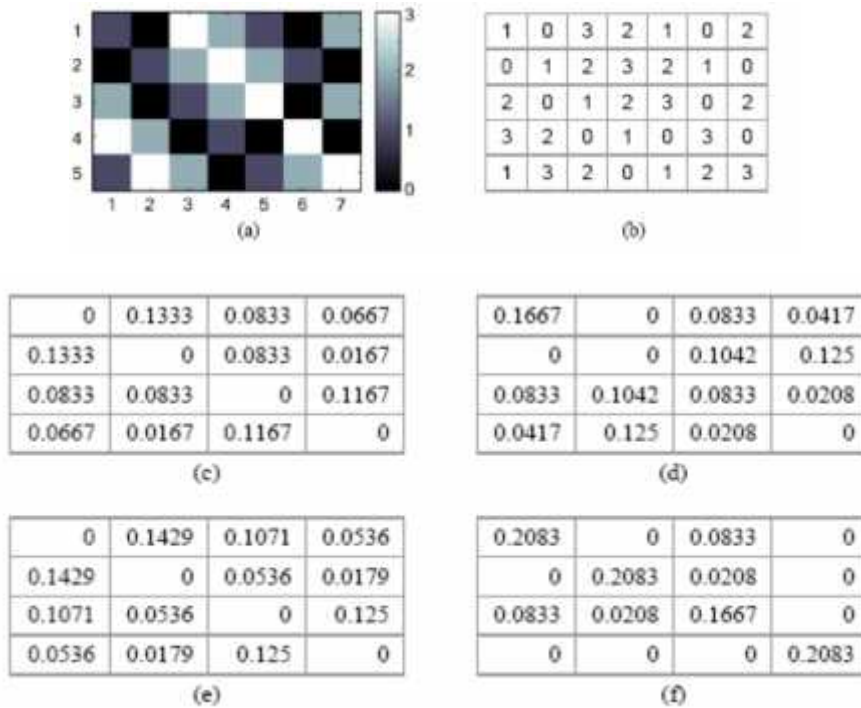 1
2
3
4
5
1 2 3 4 5 6 7
3
2
1
0
(a)
1 0 3 2 1 0 2
0 1 2 3 2 1 0
2 0 1 2 3 0 2
3 2 0 1 0 3 0
1 3 2 0 1 2 3
(b)
0 0.1333 0.0833 0.0667
0.1333 0 0.0833 0.0167
0.0833 0.0833 0 0.1167
0.0667 0.0167 0.1167 0
(c)
0.1667 0 0.0833 0.0417
0 0 0.1042 0.125
0.0833 0.1042 0.0833 0.0208
0.0417 0.125 0.0208 0
(d)
0 0.1429 0.1071 0.0536
0.1429 0 0.0536 0.0179
0.1071 0.0536 0 0.125
0.0536 0.0179 0.125 0
(e)
0.2083 0 0.0833 0
0 0.2083 0.0208 0
0.0833 0.0208 0.1667 0
0 0 0 0.2083
(f)